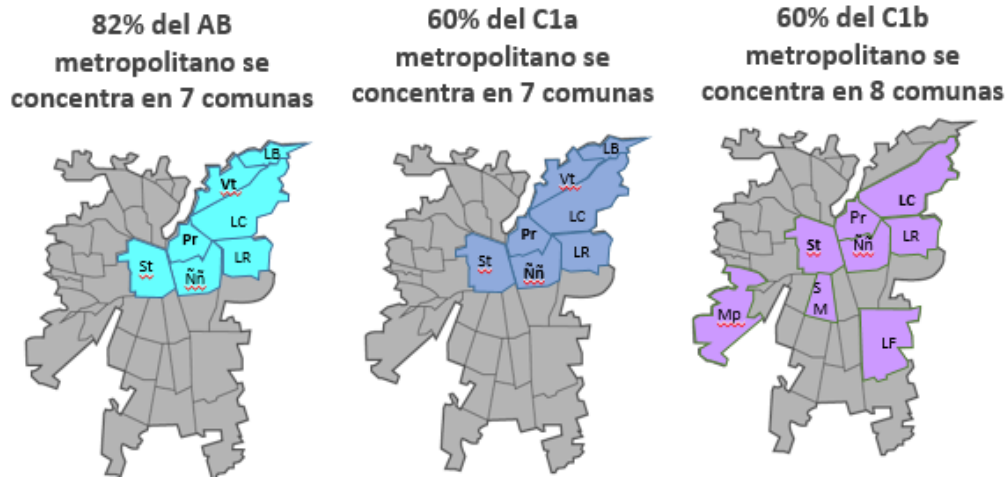 82% del AB
metropolitano se
concentra en 7 comunas
LB
Vt
LC
Pr
St
LR
Ññ
60% del C1a
metropolitano se
concentra en 7 comunas
LB
Vt
LC
Pr
St
LR
Ññ
60% del C1b
metropolitano se
concentra en 8 comunas
LC
Pr
St
Ññ
LR
S
M
Mp
LF